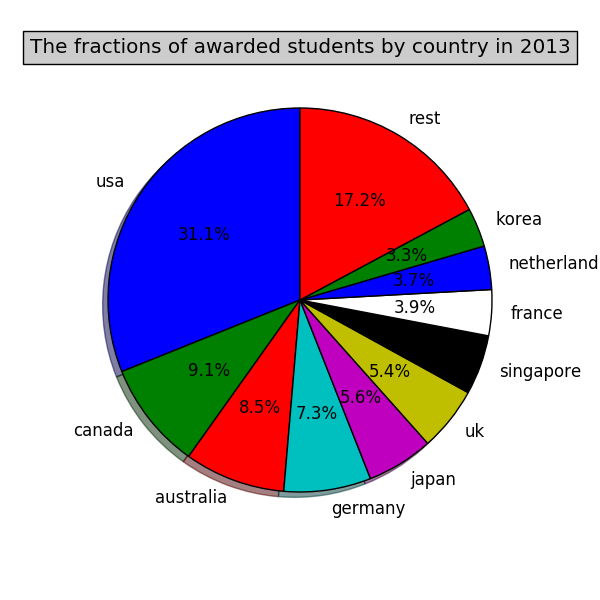 The fractions of awarded students by country in 2013
rest
usa
31.1%
17.2%
korea
3.3%
netherland
3.7%
3.9%
france
9.1%
5.4%
singapore
5.6%
8.5%
7.3%
canada
uk
japan
australia
germany